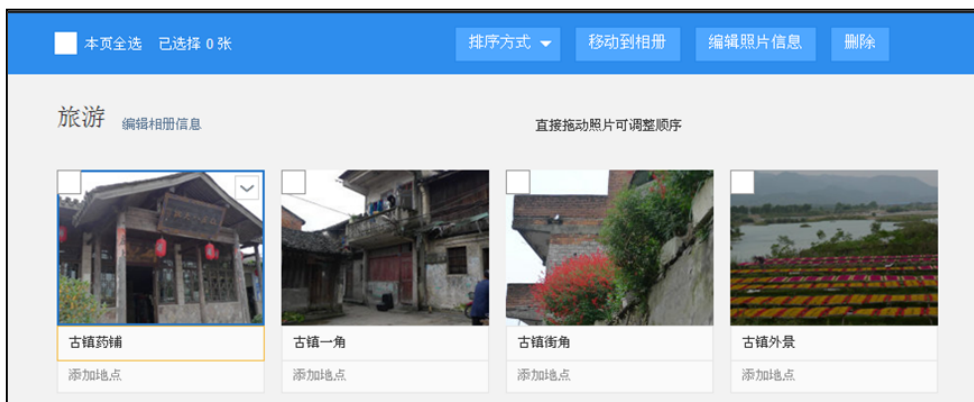 本页全选 已选择 0 张 排序方式 移动到相册 编辑照片信息 删除
旅游 编辑相册信息 直接拖动照片可调整顺序
古镇药铺 古镇一角 古镇街角 古镇外景
添加地点 添加地点 添加地点 添加地点